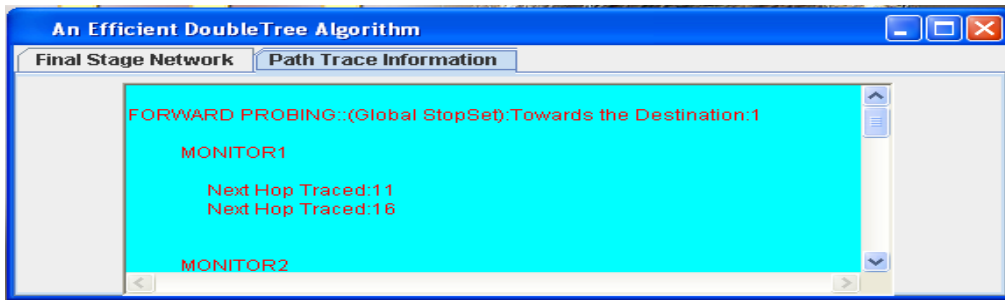 An Efficient DoubleTree Algorithm
Final Stage Network Path Trace Information
FORWARD PROBING::(Global StopSet):Towards the Destination:1
MONITOR1
Next Hop Traced:11
Next Hop Traced:16
MONITOR2